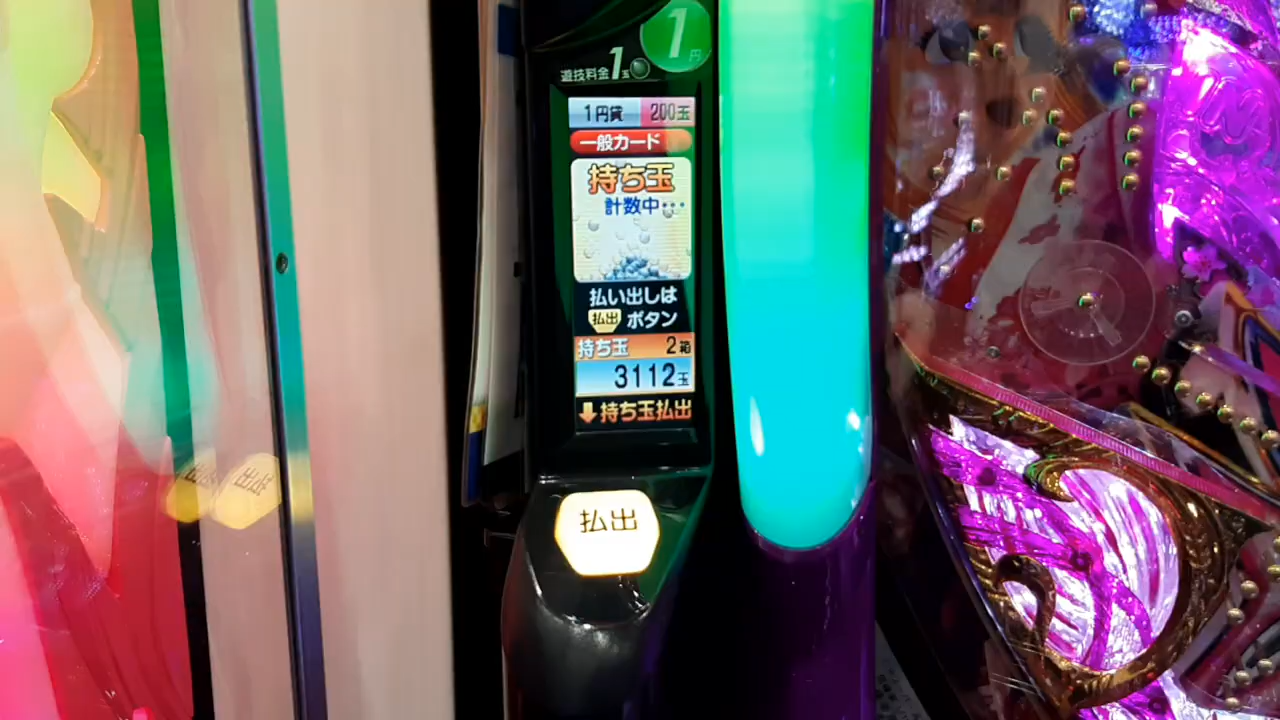 1円
遊技料金1玉
1円貸 200玉
一般カード
持ち玉
計数中・・・
払い出しは
払出 ボタン
持ち玉 2箱
3112玉
⬇持ち玉払出
払出